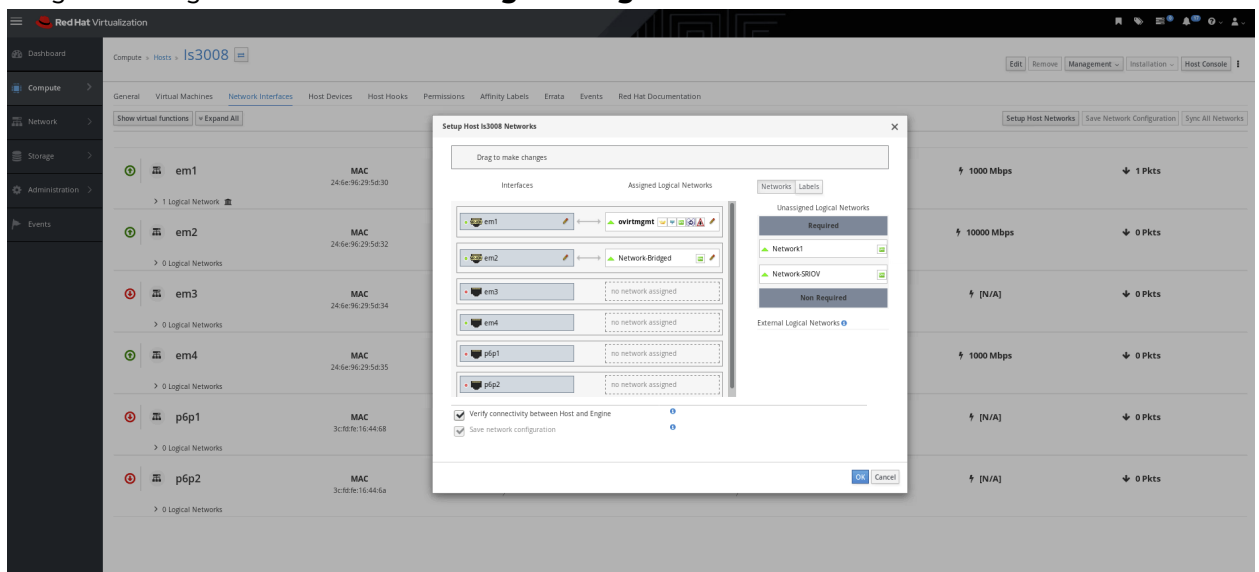 Red Hat Virtualization
Dashboard
Compute
Network
Storage
Administration
Events
Compute » Hosts » ls3008
Edit Remove Management Installation Host Console
General Virtual Machines Network Interfaces Host Devices Host Hooks Permissions Affinity Labels Errata Events Red Hat Documentation
Show virtual functions Expand All
Setup Host Networks Save Network Configuration Sync All Networks
em1 MAC 1000 Mbps 1 Pkts
24:6e:96:29:5d:30
1 Logical Network
em2 MAC 10000 Mbps 0 Pkts
24:6e:96:29:5d:32
0 Logical Networks
em3 MAC [N/A] 0 Pkts
24:6e:96:29:5d:34
0 Logical Networks
em4 MAC 1000 Mbps 0 Pkts
24:6e:96:29:5d:35
0 Logical Networks
p6p1 MAC [N/A] 0 Pkts
3c:fd:fe:16:44:68
0 Logical Networks
p6p2 MAC [N/A] 0 Pkts
3c:fd:fe:16:44:6a
0 Logical Networks
Setup Host ls3008 Networks
Drag to make changes
Interfaces Assigned Logical Networks
Networks Labels
em1 ovirtmgmt
em2 Network-Bridged
em3 no network assigned
em4 no network assigned
p6p1 no network assigned
p6p2 no network assigned
Unassigned Logical Networks
Required
Network1
Network-SRIOV
Non Required
External Logical Networks
Verify connectivity between Host and Engine
Save network configuration
OK Cancel